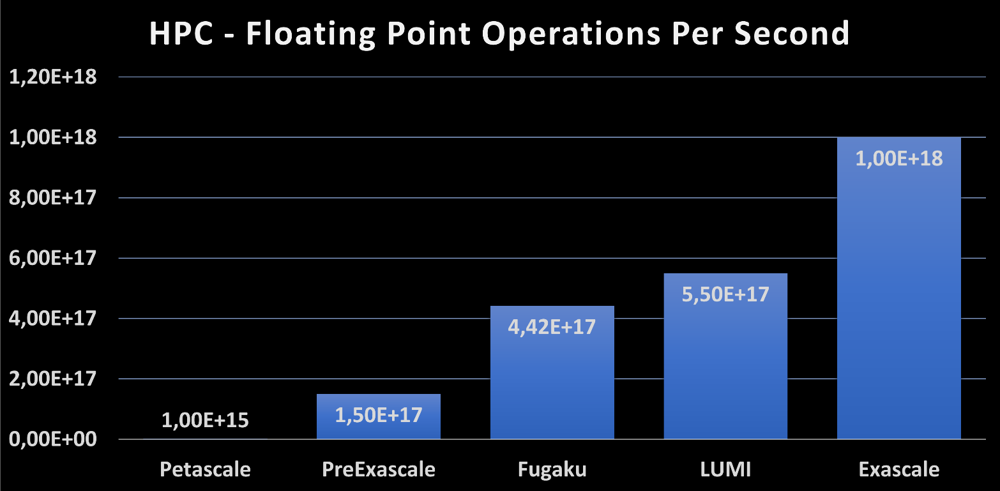 HPC - Floating Point Operations Per Second
1,20E+18
1,00E+18
8,00E+17
6,00E+17
4,00E+17
2,00E+17
0,00E+00
1,00E+15
1,50E+17
4,42E+17
5,50E+17
1,00E+18
Petascale
PreExascale
Fugaku
LUMI
Exascale